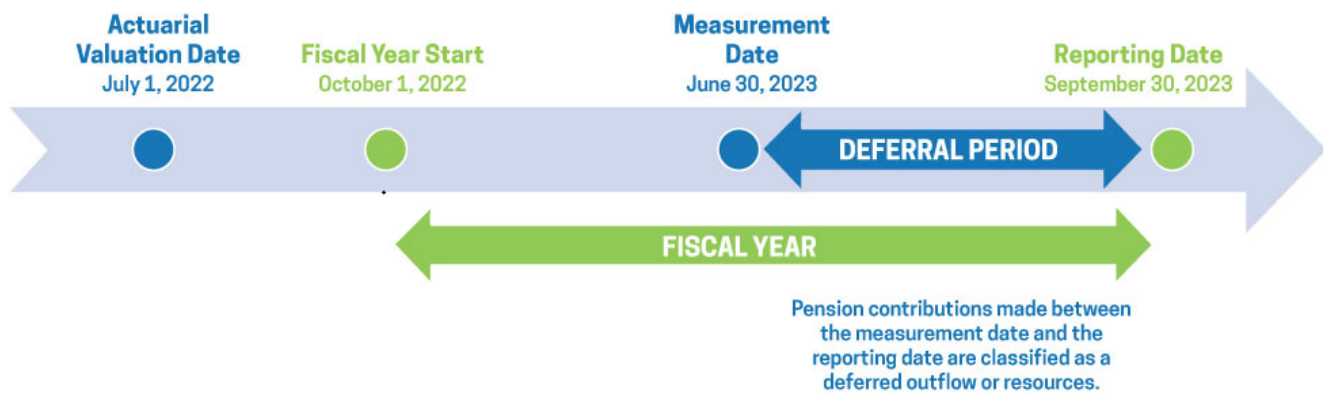 Actuarial
Valuation Date
July 1, 2022
Fiscal Year Start
October 1, 2022
Measurement
Date
June 30, 2023
Reporting Date
September 30, 2023
DEFERRAL PERIOD
FISCAL YEAR
Pension contributions made between
the measurement date and the
reporting date are classified as a
deferred outflow or resources.